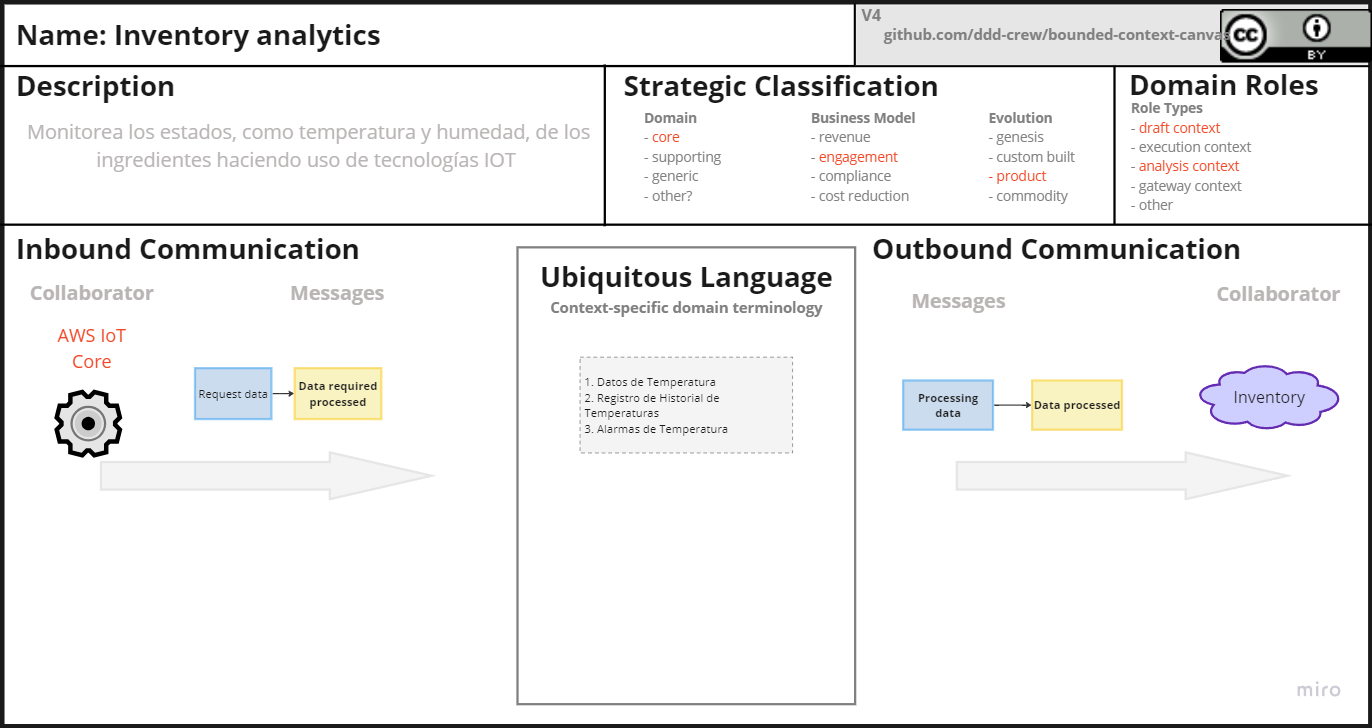 Name: Inventory analytics
V4
github.com/ddd-crew/bounded-context-canvas
CC
BY
Description
Monitorea los estados, como temperatura y humedad, de los
ingredientes haciendo uso de tecnologías IOT
Strategic Classification
Domain
- core
- supporting
- generic
- other?
Business Model
- revenue
- engagement
- compliance
- cost reduction
Evolution
- genesis
- custom built
- product
- commodity
Domain Roles
Role Types
- draft context
- execution context
- analysis context
- gateway context
- other
Inbound Communication
Collaborator
Messages
AWS IoT
Core
Request data
Data required
processed
Ubiquitous Language
Context-specific domain terminology
1. Datos de Temperatura
2. Registro de Historial de
Temperaturas
3. Alarmas de Temperatura
Outbound Communication
Messages
Collaborator
Processing
data
Data processed
Inventory
miro